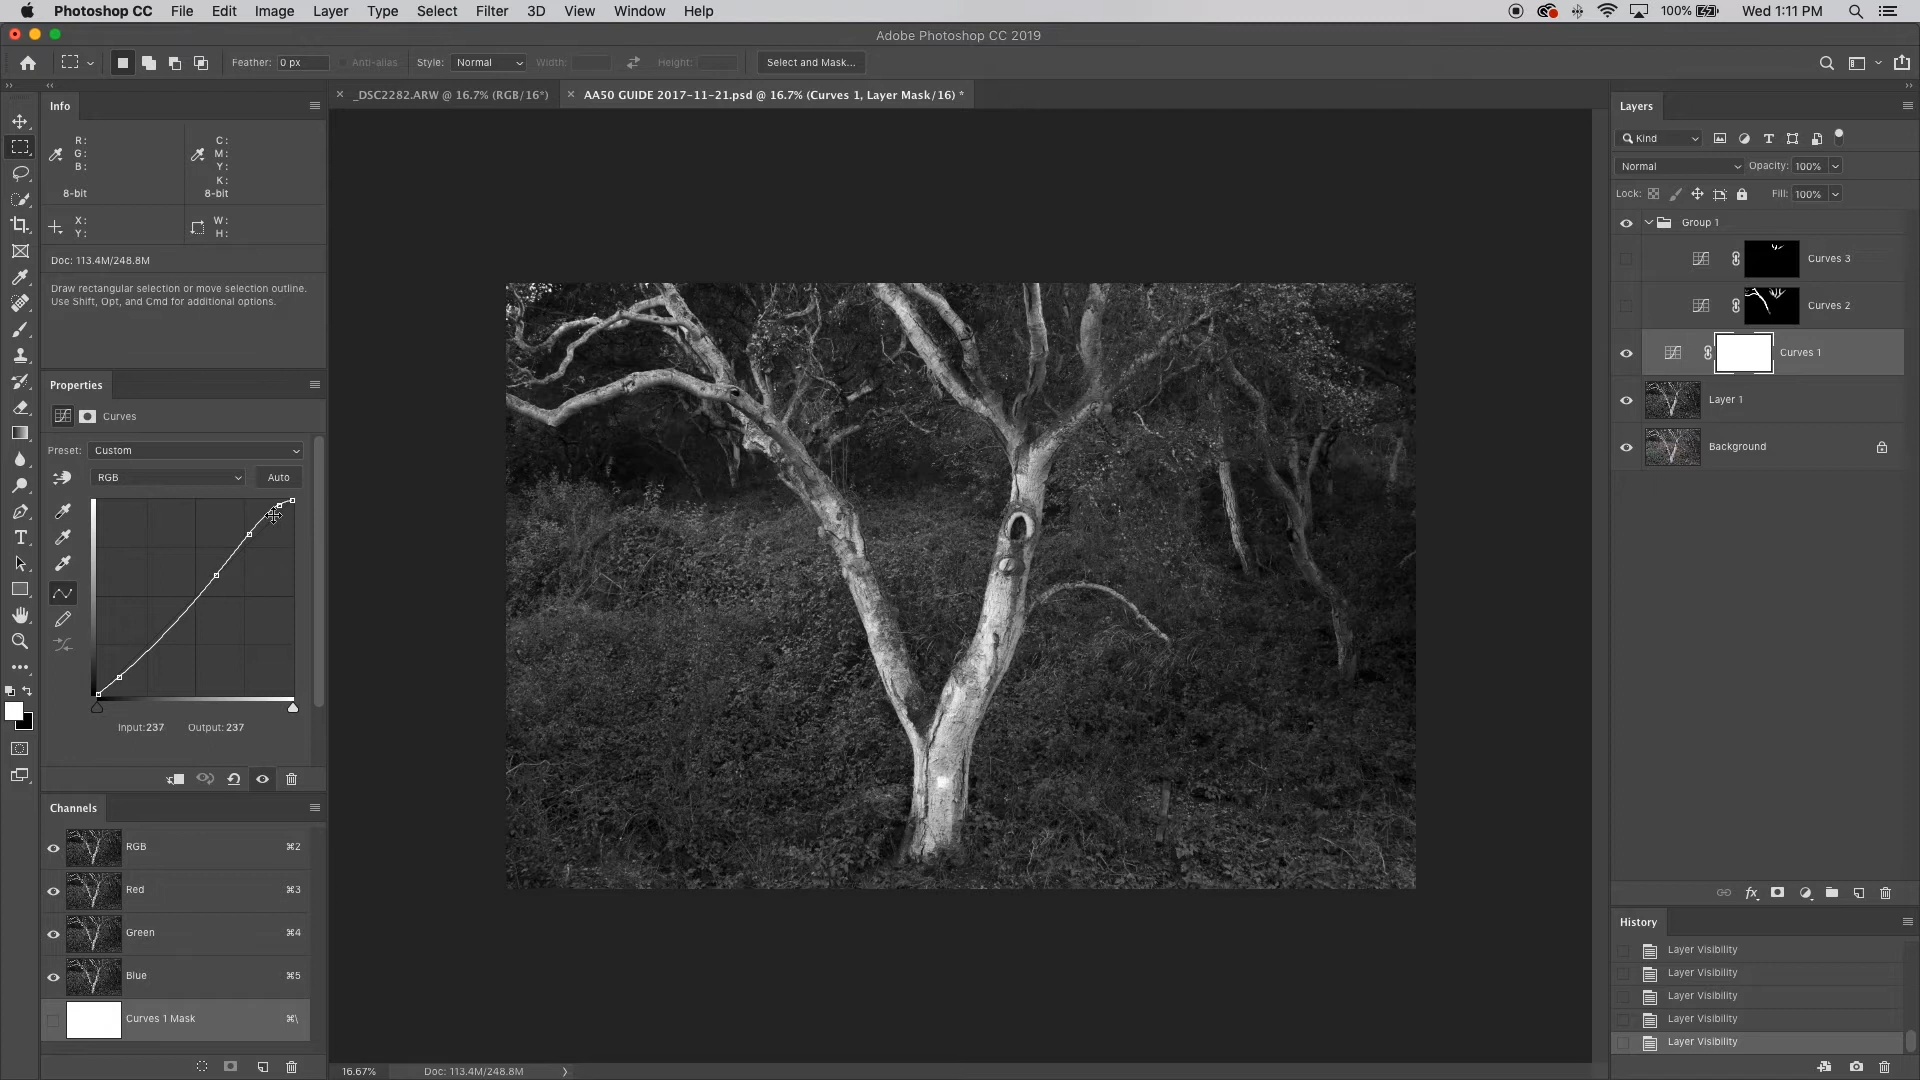 Photoshop CC File Edit Image Layer Type Select Filter 3D View Window Help 100% Wed 1:11 PM
Adobe Photoshop CC 2019
Feather: 0 px Anti-alias Style: Normal Width: Height: Select and Mask...
_DSC2282.ARW @ 16.7% (RGB/16*)
AA50 GUIDE 2017-11-21.psd @ 16.7% (Curves 1, Layer Mask/16) *
Info
R:
G:
B:
8-bit
C:
M:
Y:
K:
8-bit
X:
Y:
W:
H:
Doc: 113.4M/248.8M
Draw rectangular selection or move selection outline.
Use Shift, Opt, and Cmd for additional options.
Properties
Curves
Preset: Custom
RGB Auto
Input:237 Output:237
Channels
RGB ⌘2
Red ⌘3
Green ⌘4
Blue ⌘5
Curves 1 Mask ⌘\
16.67% Doc: 113.4M/248.8M
Layers
Kind
Normal Opacity: 100%
Lock: Fill: 100%
Group 1
Curves 3
Curves 2
Curves 1
Layer 1
Background
History
Layer Visibility
Layer Visibility
Layer Visibility
Layer Visibility
Layer Visibility